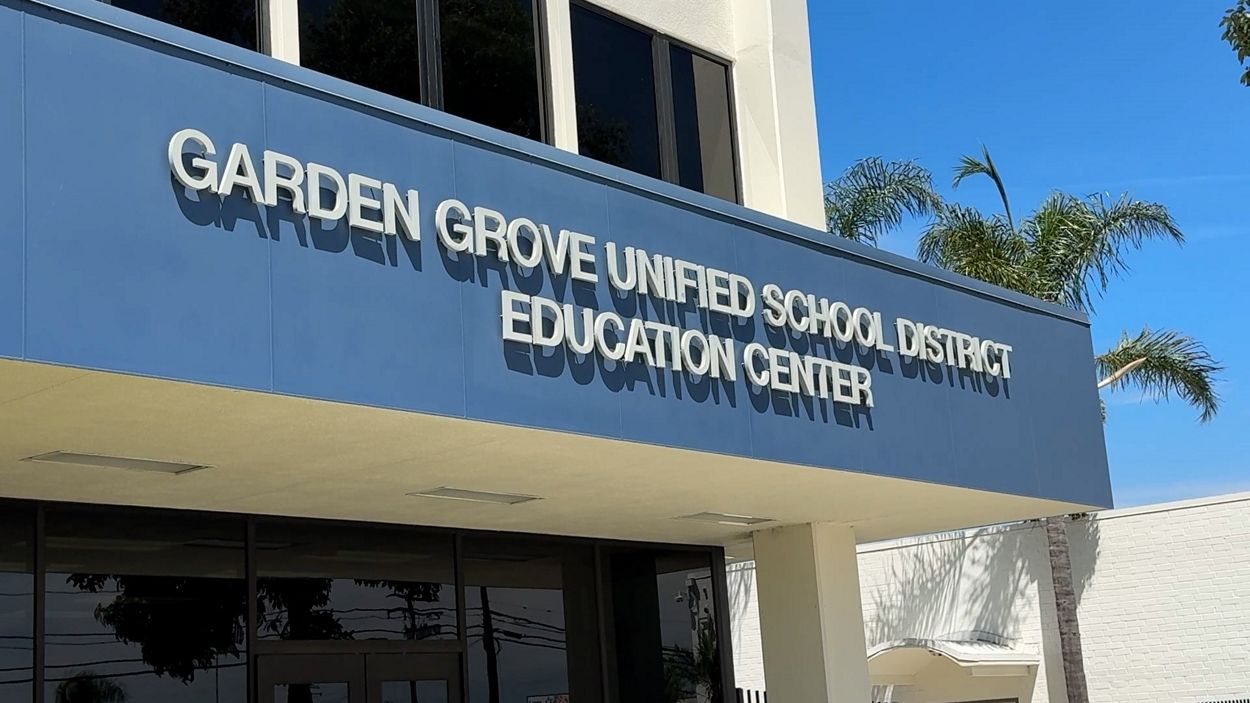 GARDEN GROVE UNIFIED SCHOOL DISTRICT
EDUCATION CENTER